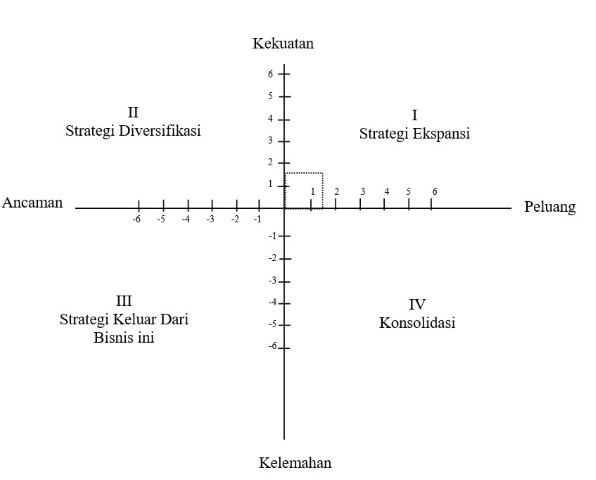 Kekuatan
6
5
4
3
2
1
II
Strategi Diversifikasi
I
Strategi Ekspansi
Ancaman
-6 -5 -4 -3 -2 -1
1 2 3 4 5 6
Peluang
-1
-2
-3
-4
-5
-6
III
Strategi Keluar Dari
Bisnis ini
IV
Konsolidasi
Kelemahan